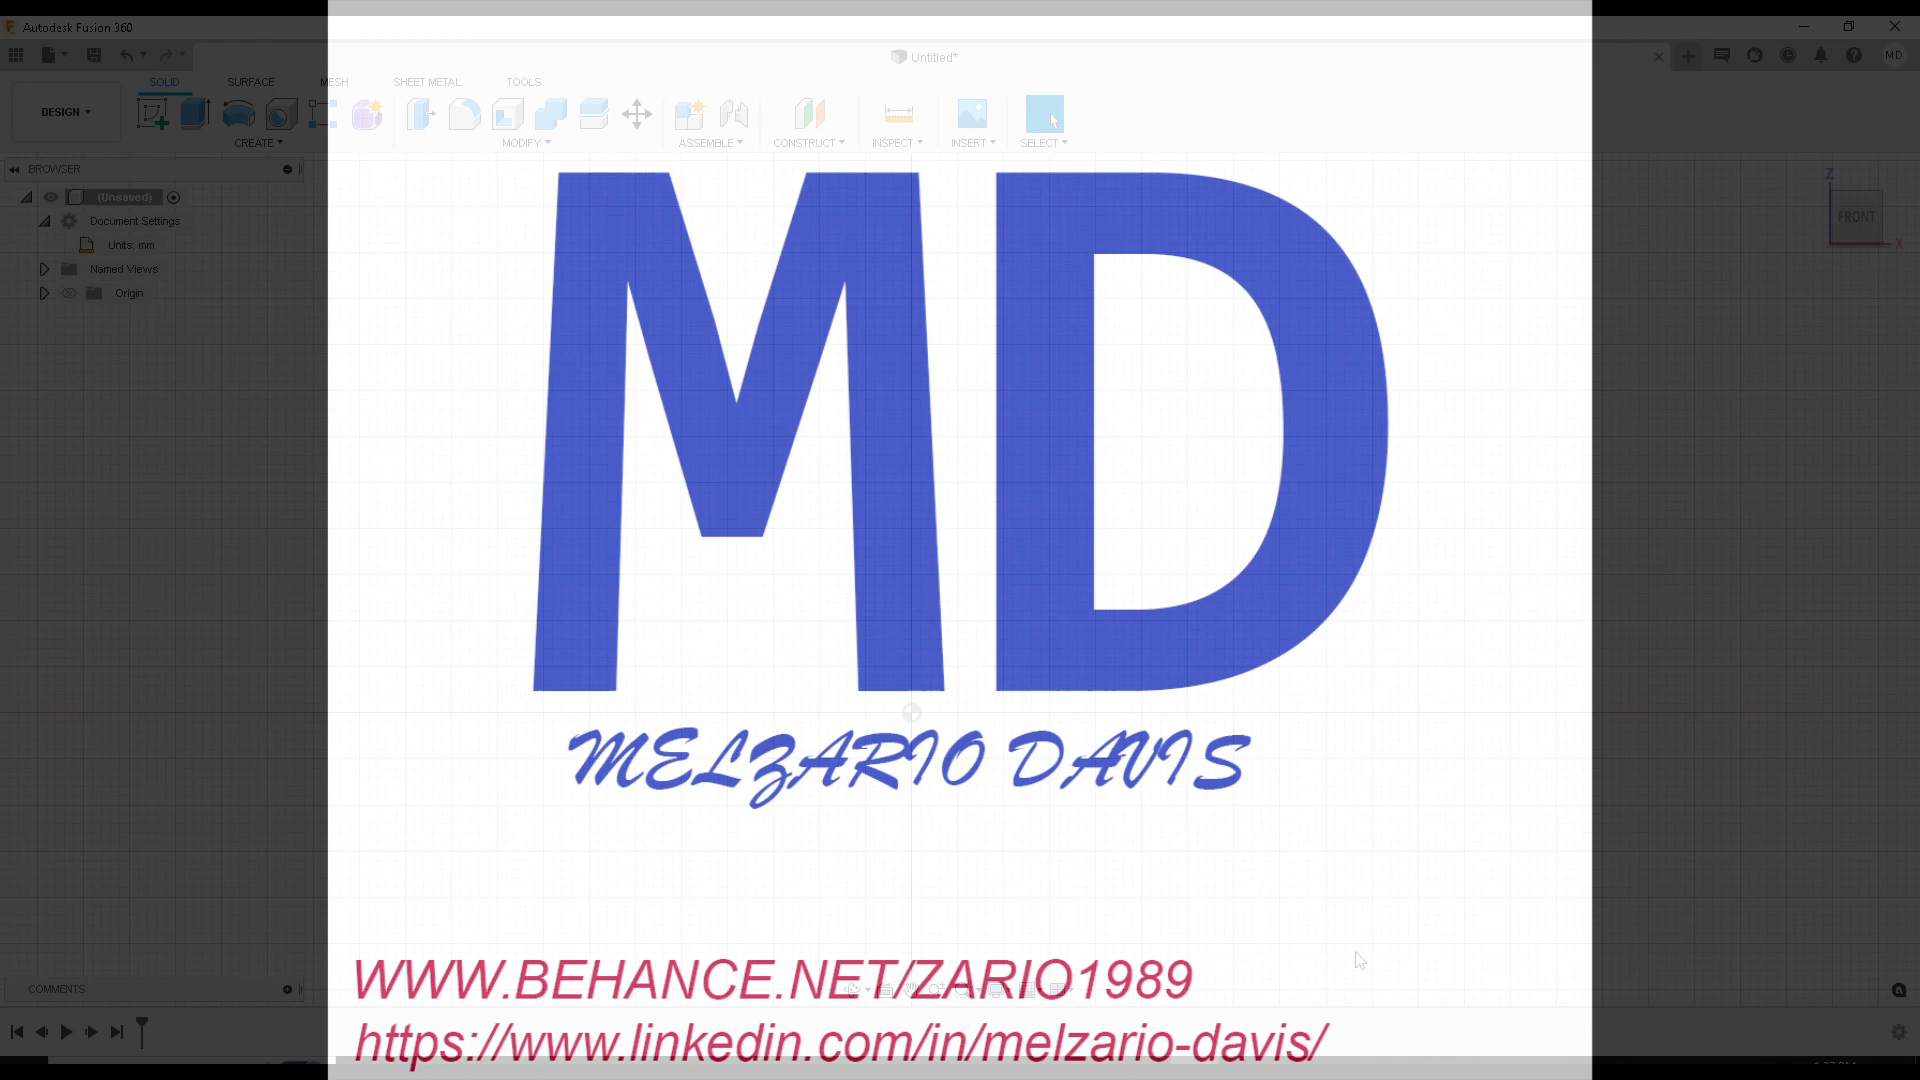 Autodesk Fusion 360
Untitled*
MD
SOLID
SURFACE
MESH
SHEET METAL
TOOLS
DESIGN
CREATE
MODIFY
ASSEMBLE
CONSTRUCT
INSPECT
INSERT
SELECT
BROWSER
(Unsaved)
Document Settings
Units: mm
Named Views
Origin
Z
FRONT
X
MD
MELZARIO DAVIS
WWW.BEHANCE.NET/ZARIO1989
COMMENTS
https://www.linkedin.com/in/melzario-davis/